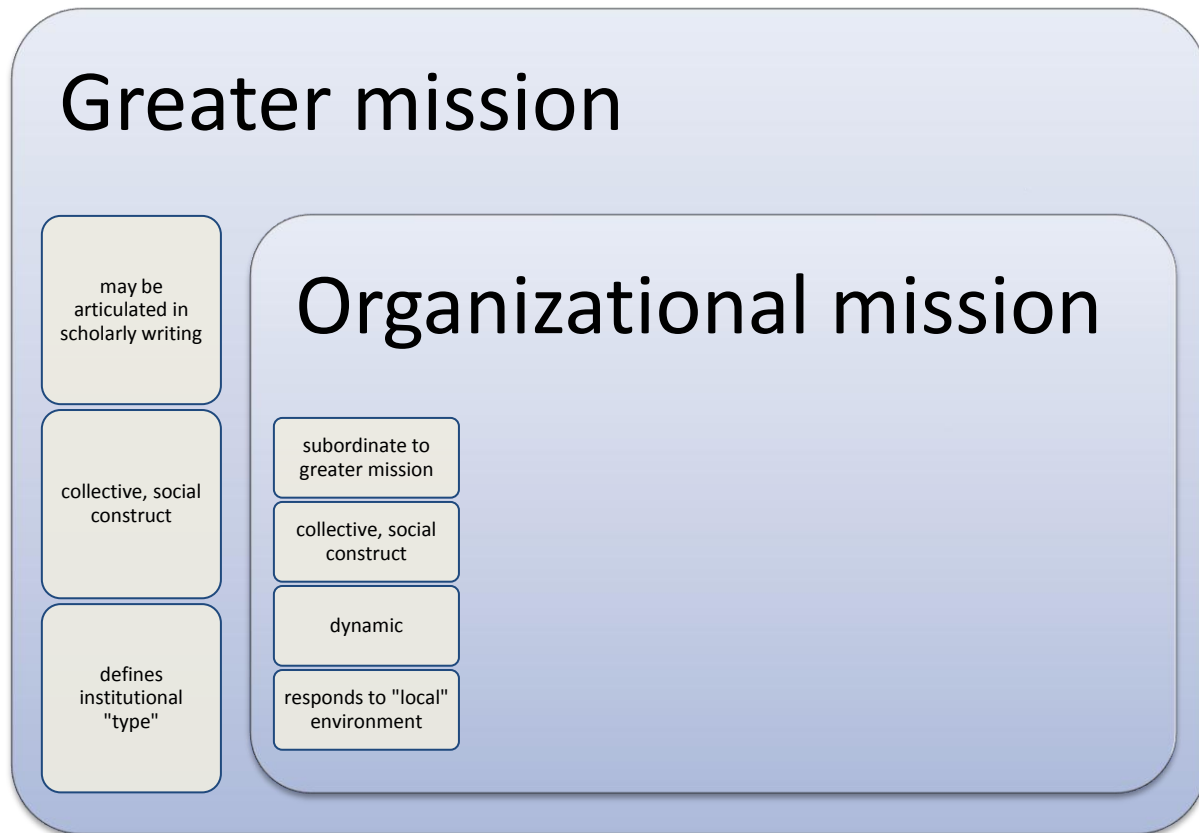 Greater mission
may be
articulated in
scholarly writing
collective, social
construct
defines
institutional
"type"
Organizational mission
subordinate to
greater mission
collective, social
construct
dynamic
responds to "local"
environment